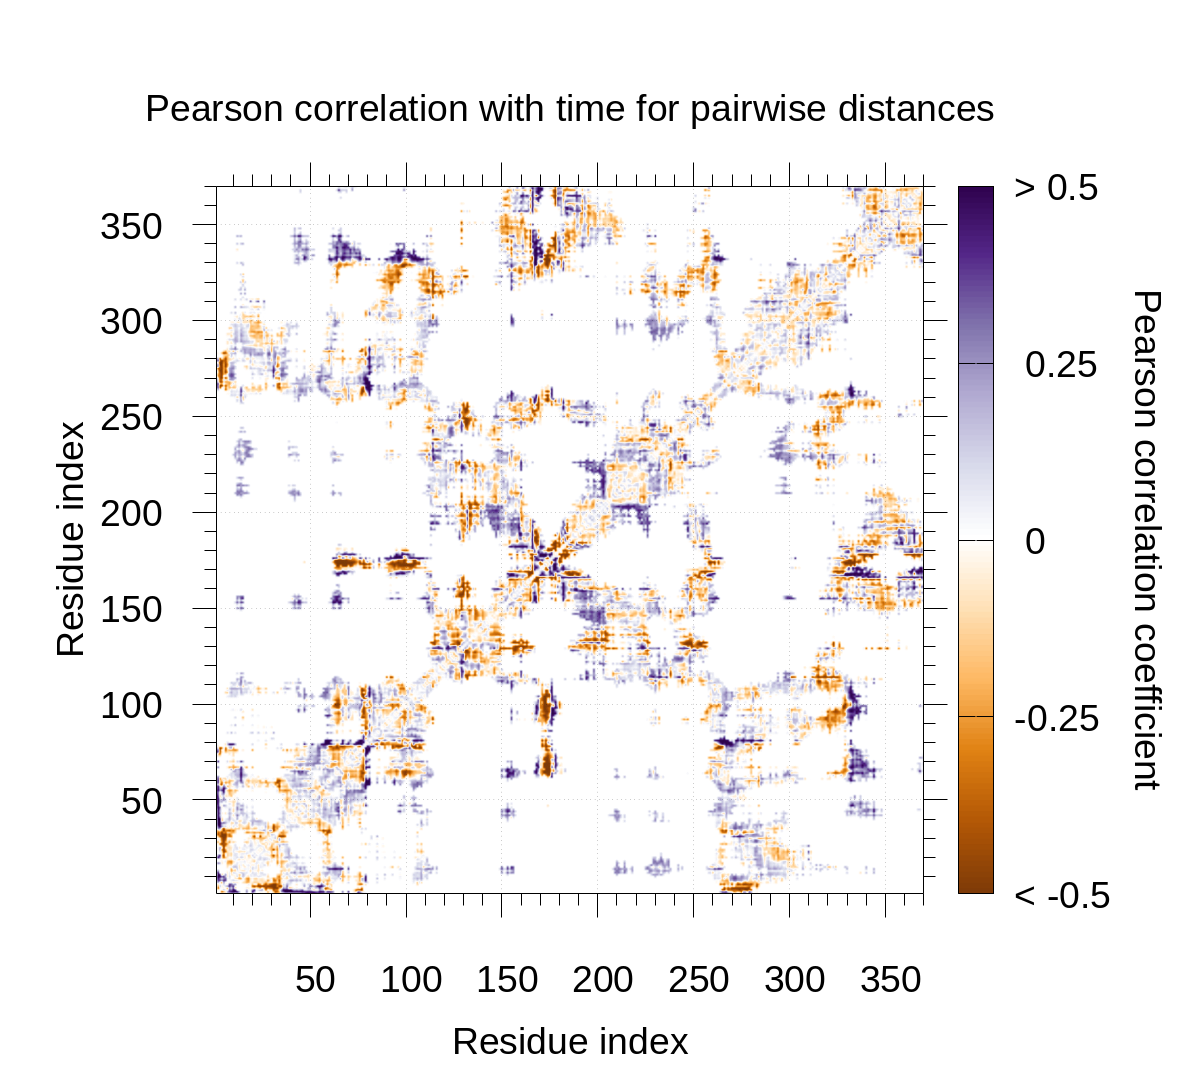 Pearson correlation with time for pairwise distances
350
300
250
200
150
100
50
Residue index
50 100 150 200 250 300 350
Residue index
> 0.5
0.25
0
-0.25
< -0.5
Pearson correlation coefficient